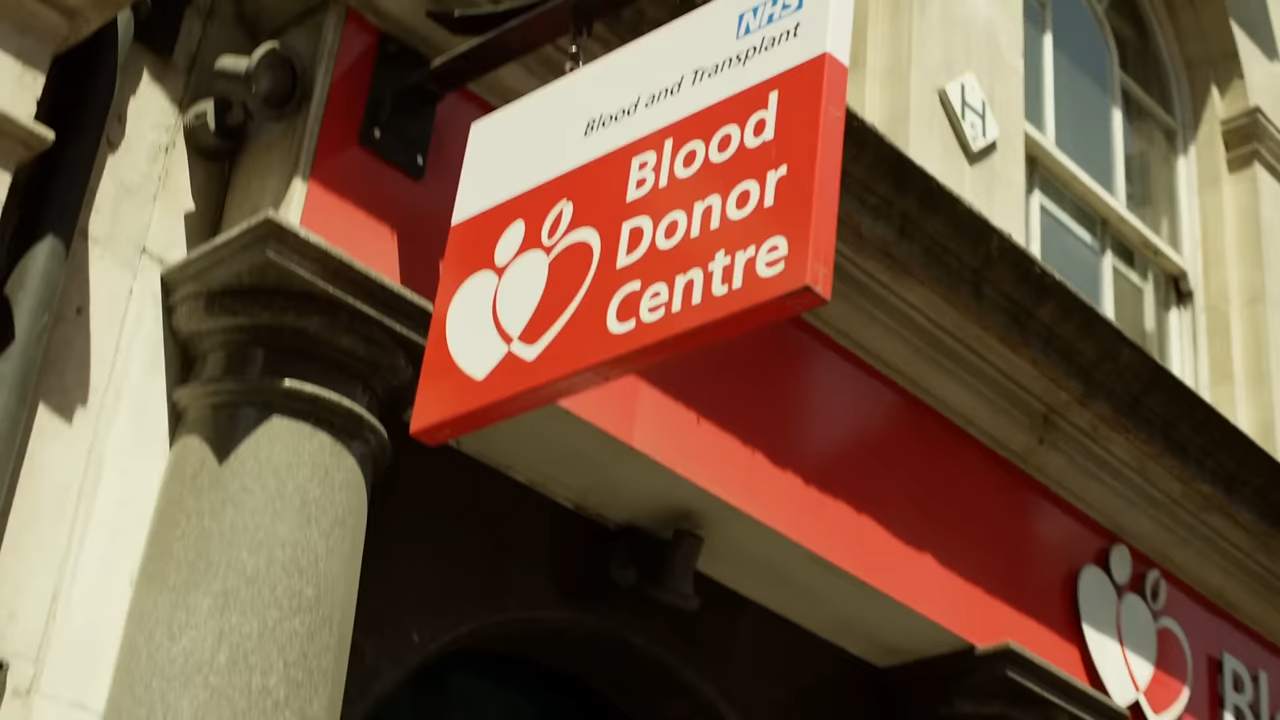 NHS
Blood and Transplant
Blood
Donor
Centre
H